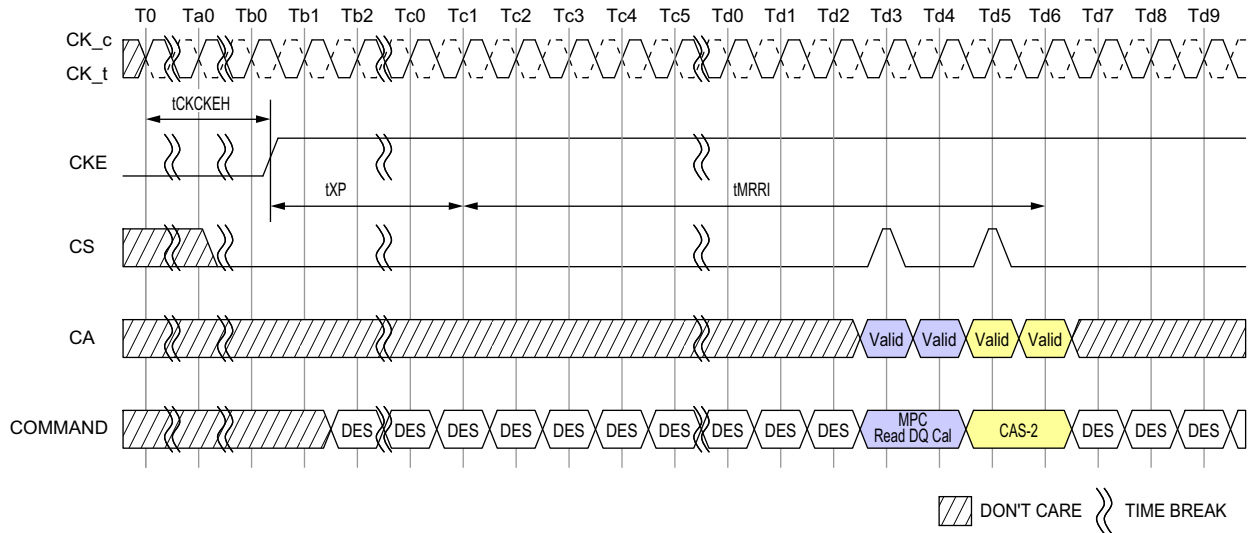 T0 Ta0 Tb0 Tb1 Tb2 Tc0 Tc1 Tc2 Tc3 Tc4 Tc5 Td0 Td1 Td2 Td3 Td4 Td5 Td6 Td7 Td8 Td9
CK_c
CK_t
tCKCKEH
CKE
tXP tMRRI
CS
CA Valid Valid Valid Valid
COMMAND DES DES DES DES DES DES DES DES DES DES MPC Read DQ Cal CAS-2 DES DES DES
DON'T CARE TIME BREAK